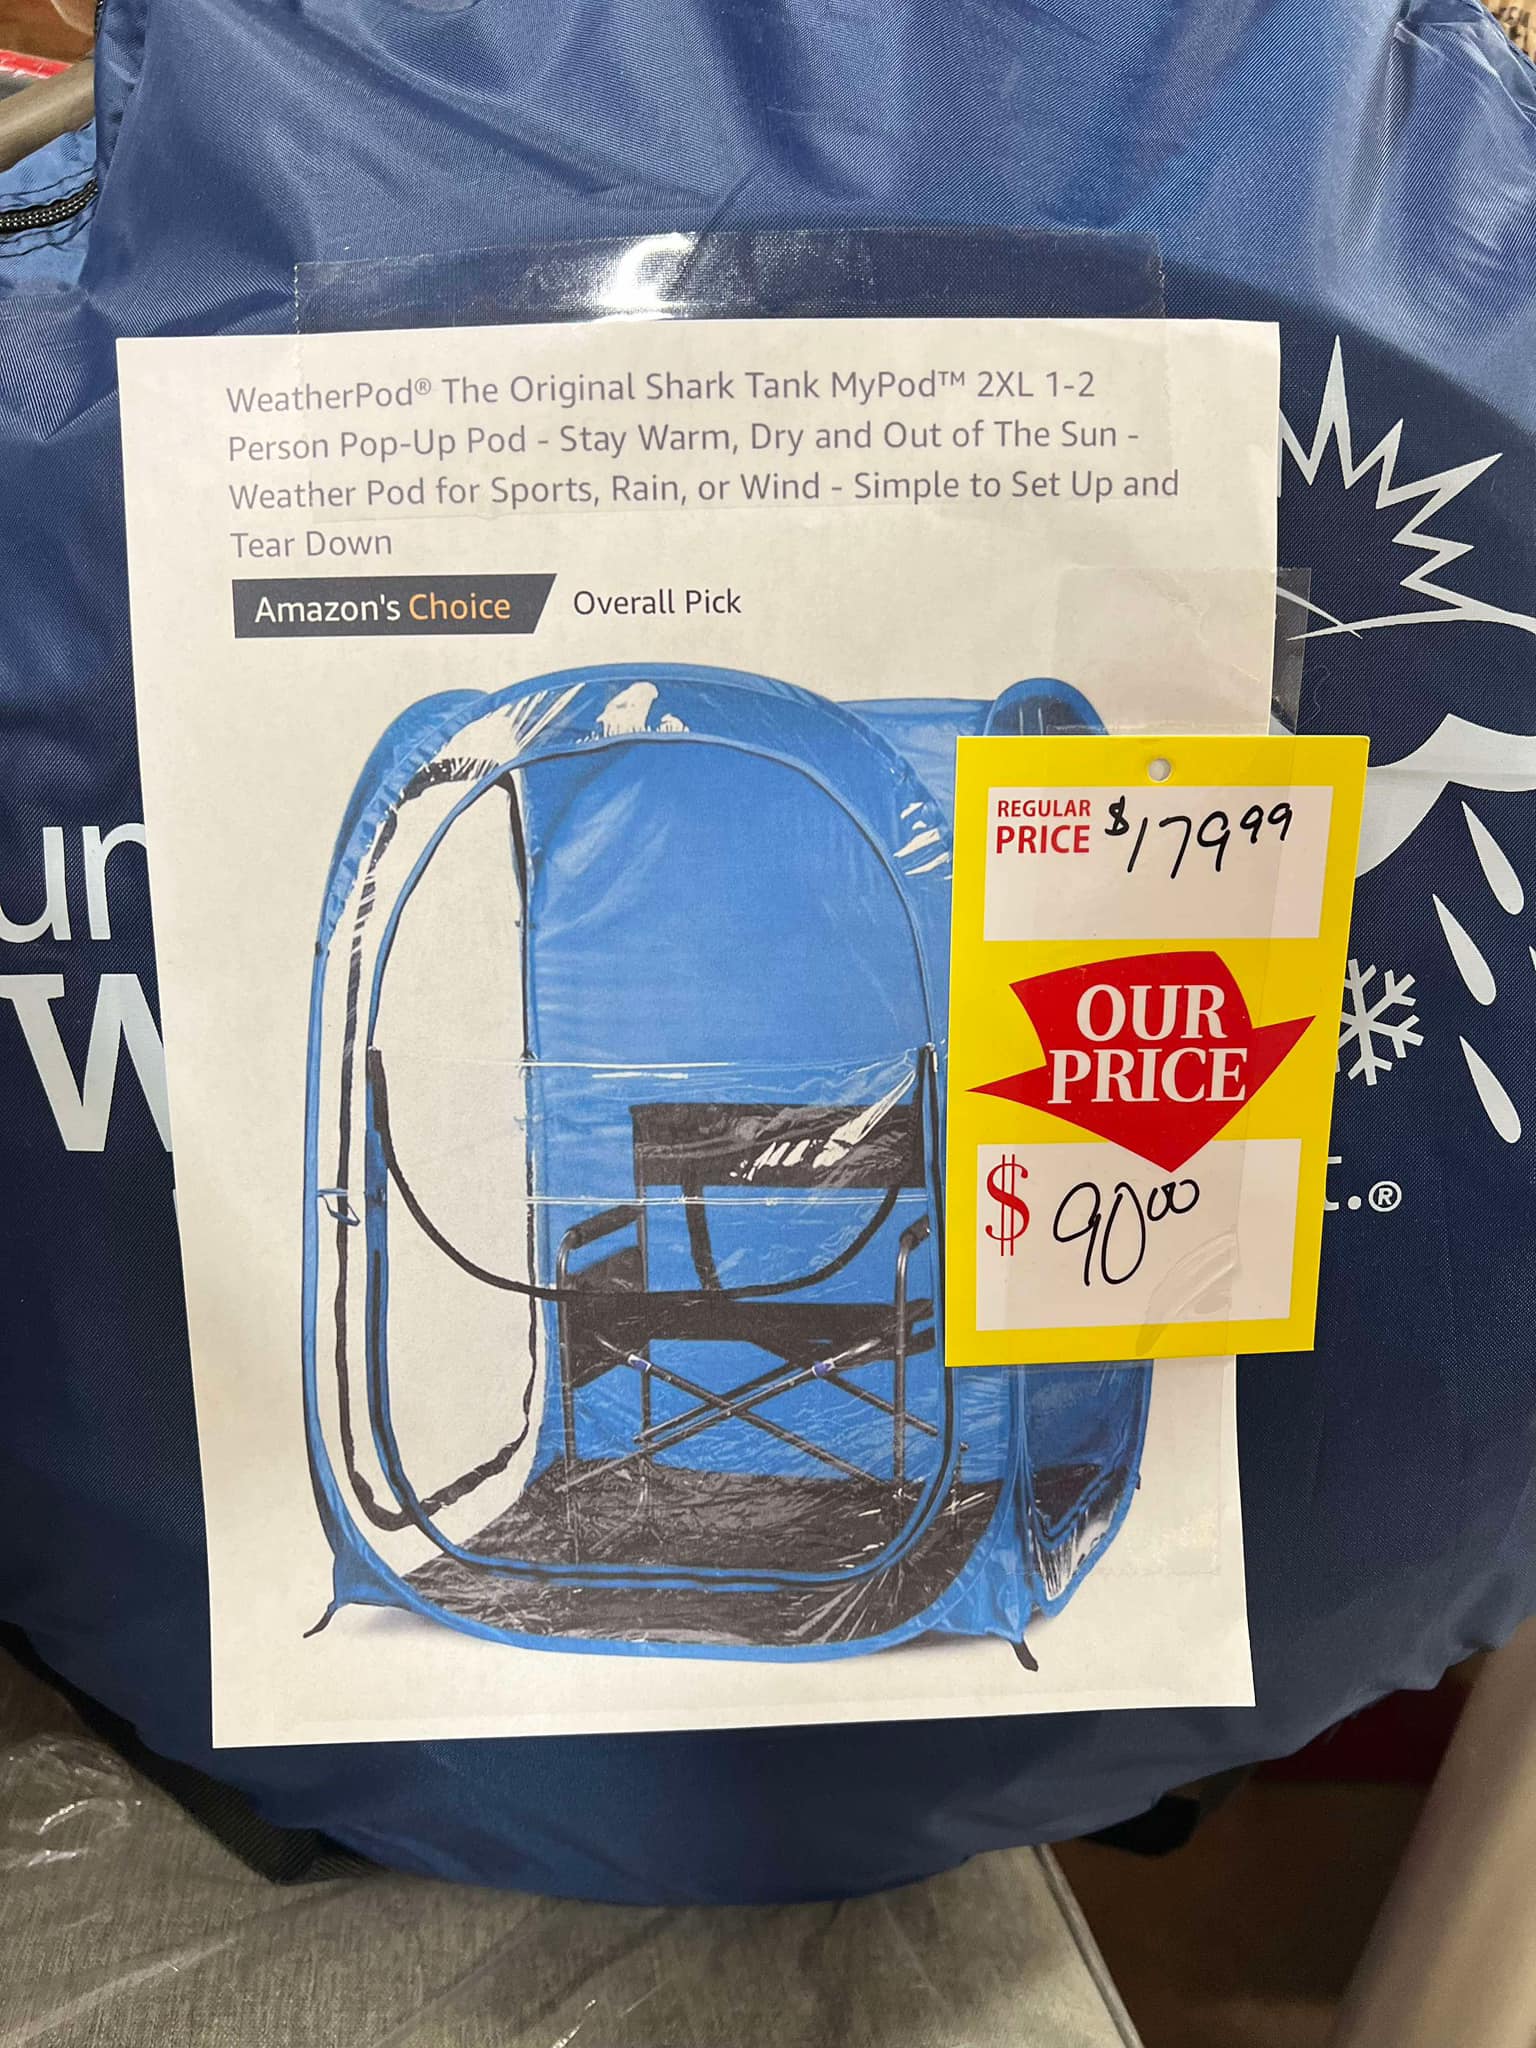 WeatherPod® The Original Shark Tank MyPod™ 2XL 1-2
Person Pop-Up Pod - Stay Warm, Dry and Out of The Sun -
Weather Pod for Sports, Rain, or Wind - Simple to Set Up and
Tear Down
Amazon's Choice Overall Pick
REGULAR
PRICE $179.99
OUR
PRICE
$ 90.00